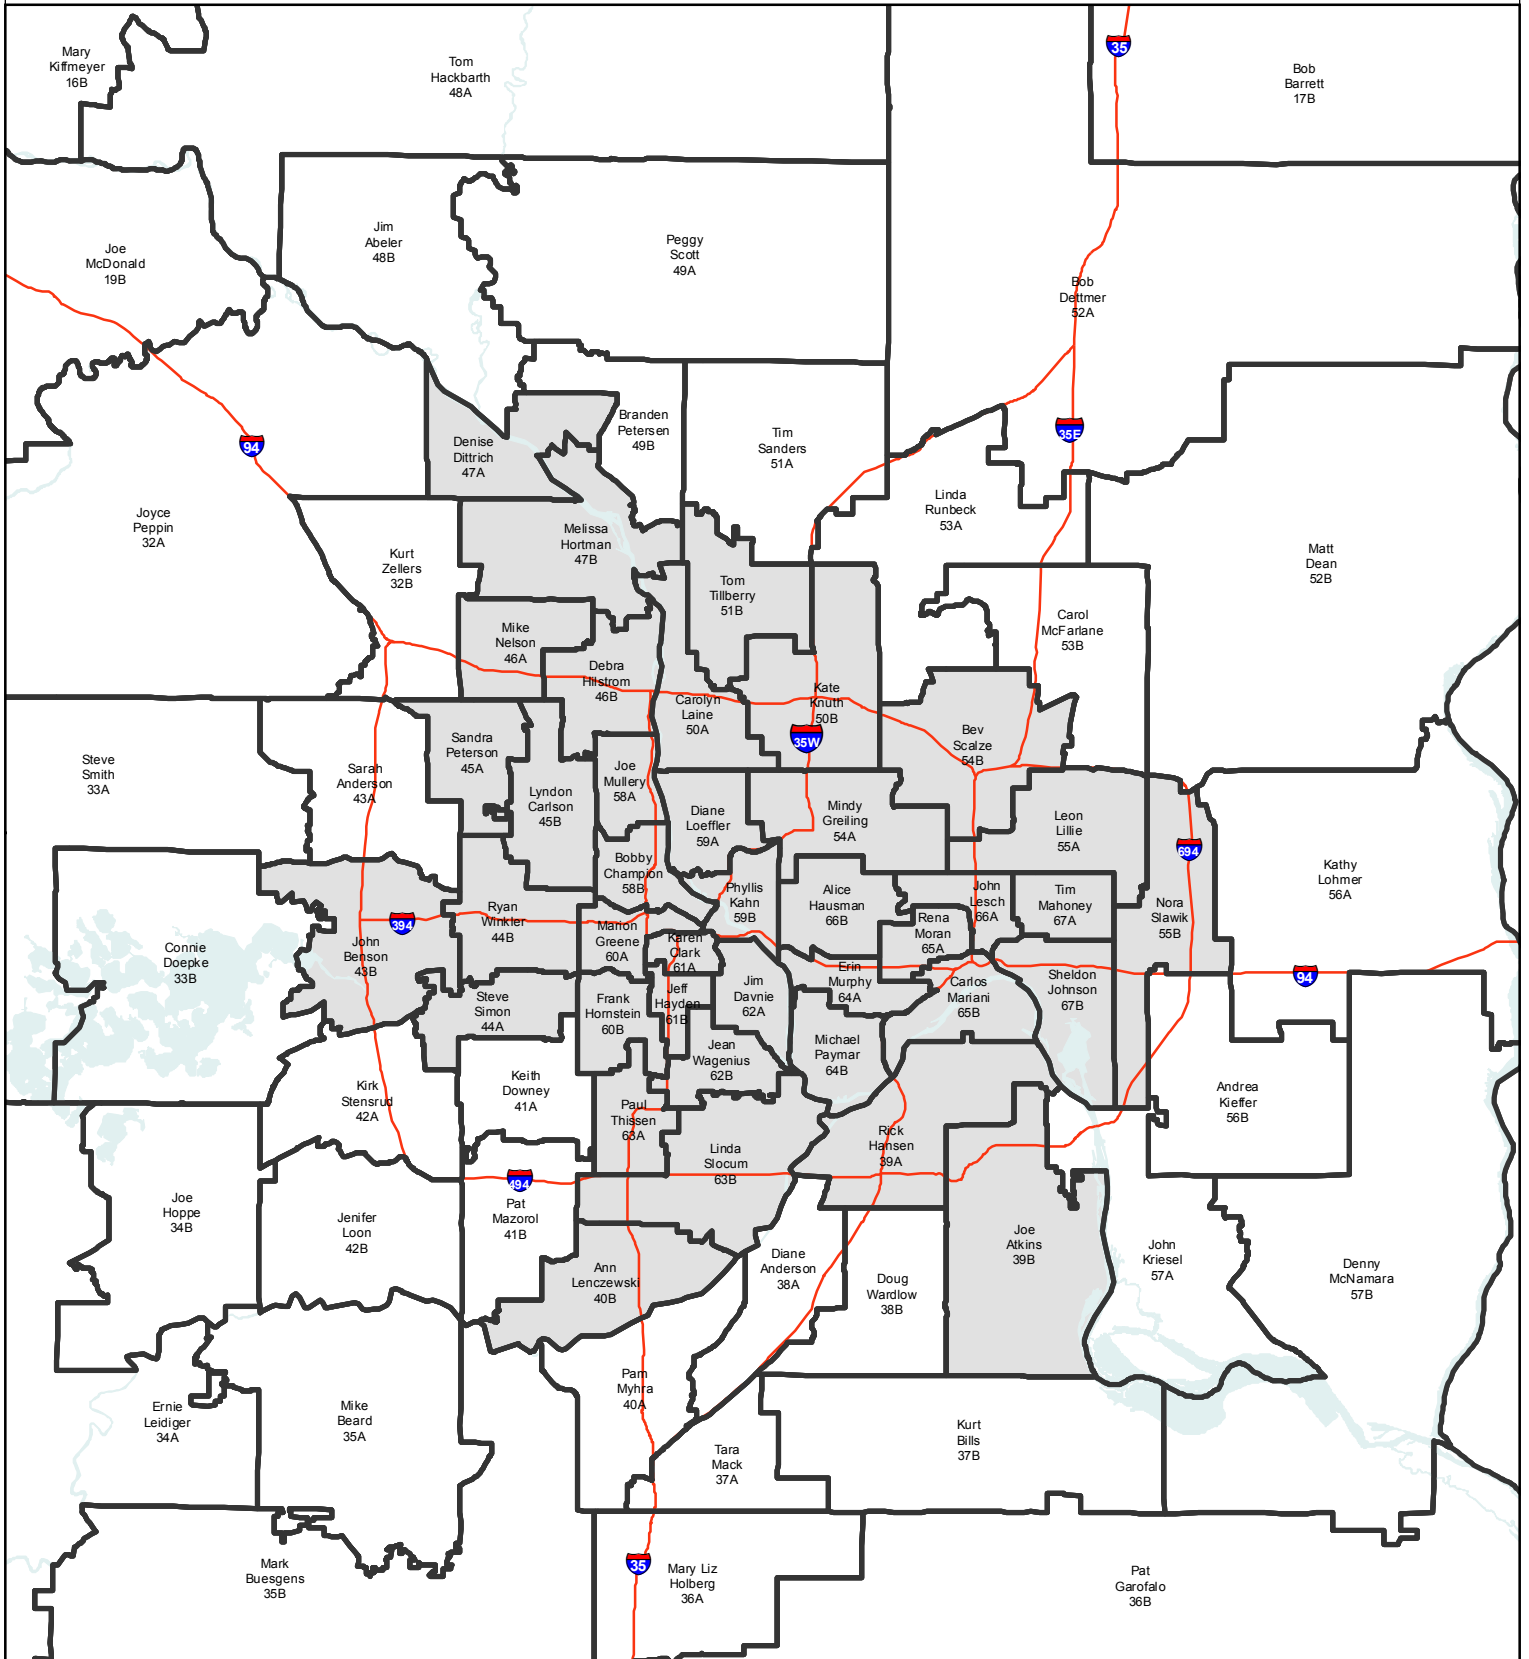 Mary
Kiffmeyer
16B
Tom
Hackbarth
48A
35
Bob
Barrett
17B
Joe
McDonald
19B
Jim
Abeler
48B
Peggy
Scott
49A
Bob
Dettmer
52A
94
Denise
Dittrich
47A
Branden
Petersen
49B
Tim
Sanders
51A
35E
Joyce
Peppin
32A
Kurt
Zellers
32B
Melissa
Hortman
47B
Linda
Runbeck
53A
Matt
Dean
52B
Tom
Tillberry
51B
Carol
McFarlane
53B
Mike
Nelson
46A
Debra
Hilstrom
46B
Carolyn
Laine
50A
Kate
Knuth
50B
35W
Bev
Scalze
54B
Steve
Smith
33A
Sarah
Anderson
43A
Sandra
Peterson
45A
Lyndon
Carlson
45B
Joe
Mullery
58A
Diane
Loeffler
59A
Mindy
Greiling
54A
Leon
Lillie
55A
694
Kathy
Lohmer
56A
Bobby
Champion
58B
Phyllis
Kahn
59B
Alice
Hausman
66B
John
Lesch
66A
Tim
Mahoney
67A
Nora
Slawik
55B
Connie
Doepke
33B
John
Benson
43B
394
Ryan
Winkler
44B
Marion
Greene
60A
Karen
Clark
61A
Rena
Moran
65A
94
Steve
Simon
44A
Frank
Hornstein
60B
Jeff
Hayden
61B
Jim
Davnie
62A
Erin
Murphy
64A
Carlos
Mariani
65B
Sheldon
Johnson
67B
Jean
Wagenius
62B
Michael
Paymar
64B
Kirk
Stensrud
42A
Keith
Downey
41A
Paul
Thissen
63A
Linda
Slocum
63B
Rick
Hansen
39A
Andrea
Kieffer
56B
Joe
Hoppe
34B
Jenifer
Loon
42B
494
Pat
Mazorol
41B
Ann
Lenczewski
40B
Diane
Anderson
38A
Doug
Wardlow
38B
Joe
Atkins
39B
John
Kriesel
57A
Denny
McNamara
57B
Ernie
Leidiger
34A
Mike
Beard
35A
Pam
Myhra
40A
Tara
Mack
37A
Kurt
Bills
37B
Mark
Buesgens
35B
35
Mary Liz
Holberg
36A
Pat
Garofalo
36B